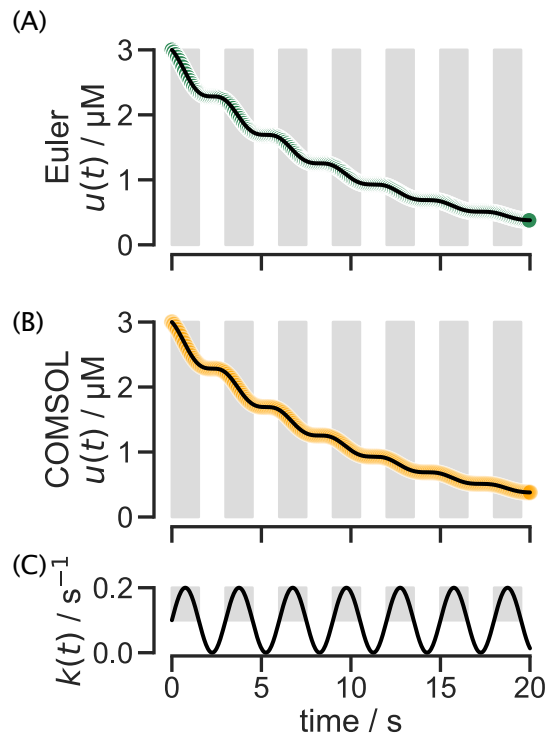 (A)
Euler
u(t) / μM
3
2
1
0
(B)
COMSOL
u(t) / μM
3
2
1
0
(C)
k(t) / s⁻¹
0.2
0.0
0 5 10 15 20
time / s